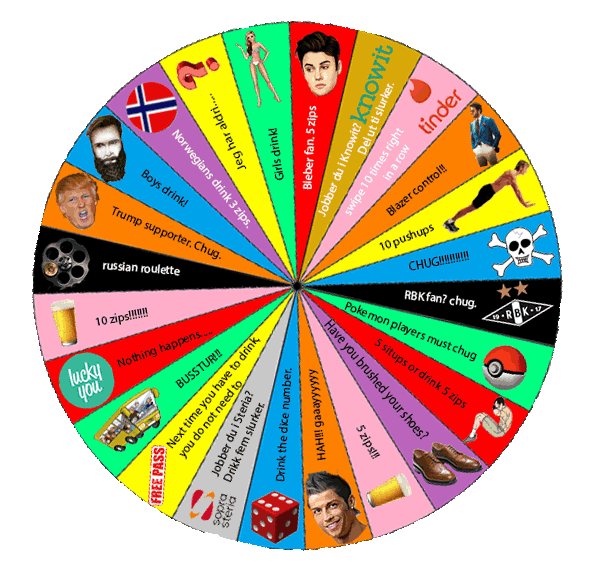 Bieber fan. 5 zips
Jobber du i Knowit?
Del ut ti slurker.
knowit
swipe 10 times right
in a row
tinder
Blazer control!!
10 pushups
CHUG!!!!!!!!!!!
RBK fan? chug.
19 RBK 17
Pokemon players must chug
5 situps or drink 5 zips
Have you brushed your shoes?
5 zips!!!
HAH!!! gaaayyyyyy
Drink the dice number.
Jobber du i Steria?
Drikk fem slurker.
sopra
steria
Next time you have to drink,
you do not need to
FREE PASS
BUSSTUR!!!
Nothing happens.....
lucky
you
10 zips!!!!!!!
russian roulette
Trump supporter, Chug.
Boys drink!
Norwegians drink 3 zips.
Jeg har aldri.....
Girls drink!